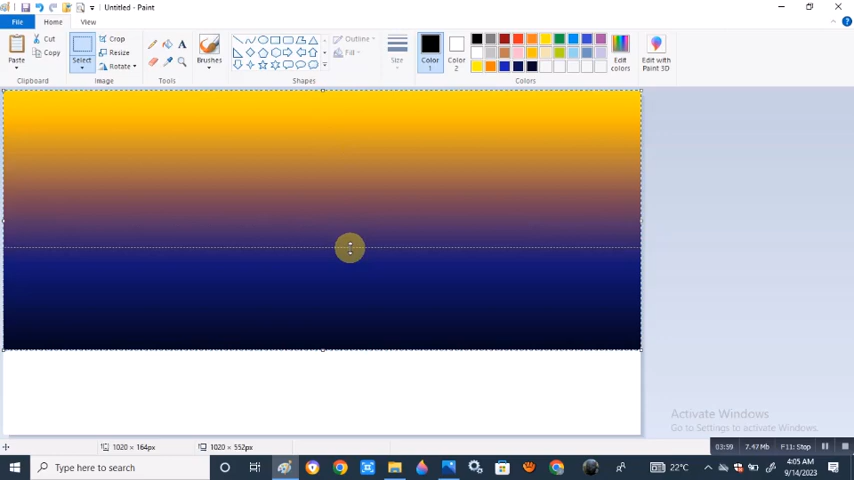 Untitled - Paint
File
Home
View
Paste
Cut
Copy
Clipboard
Select
Crop
Resize
Rotate
Image
A
Tools
Brushes
Outline
Fill
Shapes
Size
Color
1
Color
2
Edit
colors
Colors
Edit with
Paint 3D
Activate Windows
Go to Settings to activate Windows.
1020 × 164px
1020 × 552px
03:59
7.47 Mb
F11: Stop
Type here to search
22°C
4:05 AM
9/14/2023